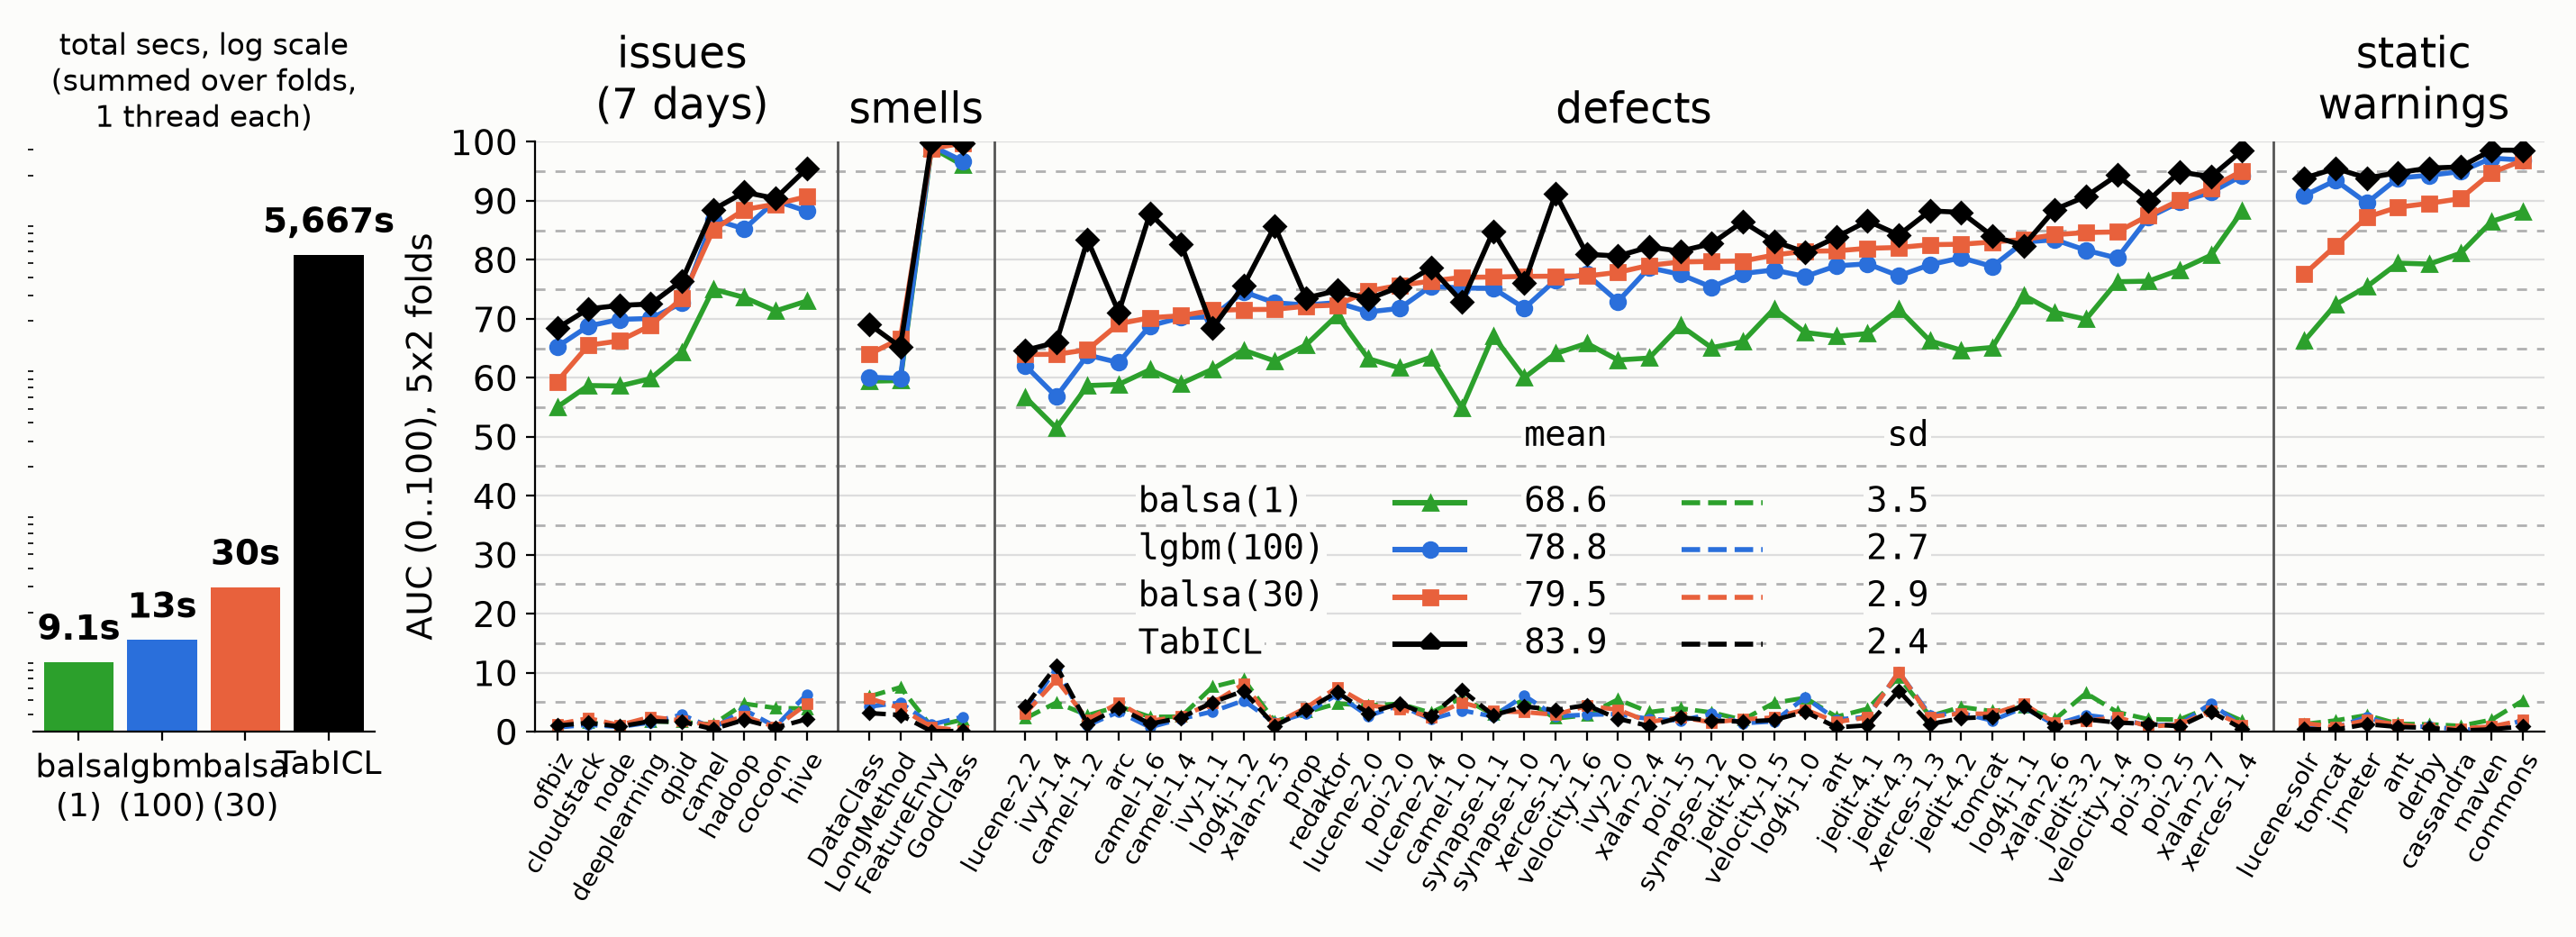 total secs, log scale
(summed over folds,
1 thread each)
5,667s
30s
13s
9.1s
balsa
(1)
lgbm
(100)
balsa
(30)
TabICL
issues
(7 days)
smells
defects
static
warnings
AUC (0..100), 5x2 folds
100
90
80
70
60
50
40
30
20
10
0
mean sd
balsa(1) 68.6 3.5
lgbm(100) 78.8 2.7
balsa(30) 79.5 2.9
TabICL 83.9 2.4
ofbiz
cloudstack
node
deeplearning
qpid
camel
hadoop
cocoon
hive
DataClass
LongMethod
FeatureEnvy
GodClass
lucene-2.2
ivy-1.4
camel-1.2
arc
camel-1.6
camel-1.4
ivy-1.1
log4j-1.2
xalan-2.5
prop
redaktor
lucene-2.0
poi-2.0
lucene-2.4
camel-1.0
synapse-1.1
synapse-1.0
xerces-1.2
velocity-1.6
ivy-2.0
xalan-2.4
poi-1.5
synapse-1.2
jedit-4.0
velocity-1.5
log4j-1.0
ant
jedit-4.1
jedit-4.3
xerces-1.3
jedit-4.2
tomcat
log4j-1.1
xalan-2.6
jedit-3.2
velocity-1.4
poi-3.0
poi-2.5
xalan-2.7
xerces-1.4
lucene-solr
tomcat
jmeter
ant
derby
cassandra
maven
commons